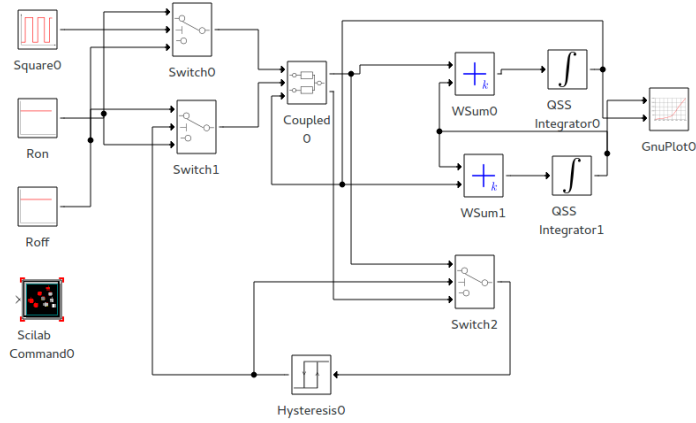 Square0
Switch0
Ron
Switch1
Roff
Coupled
0
k
WSum0
QSS
Integrator0
GnuPlot0
k
WSum1
QSS
Integrator1
Switch2
Scilab
Command0
Hysteresis0